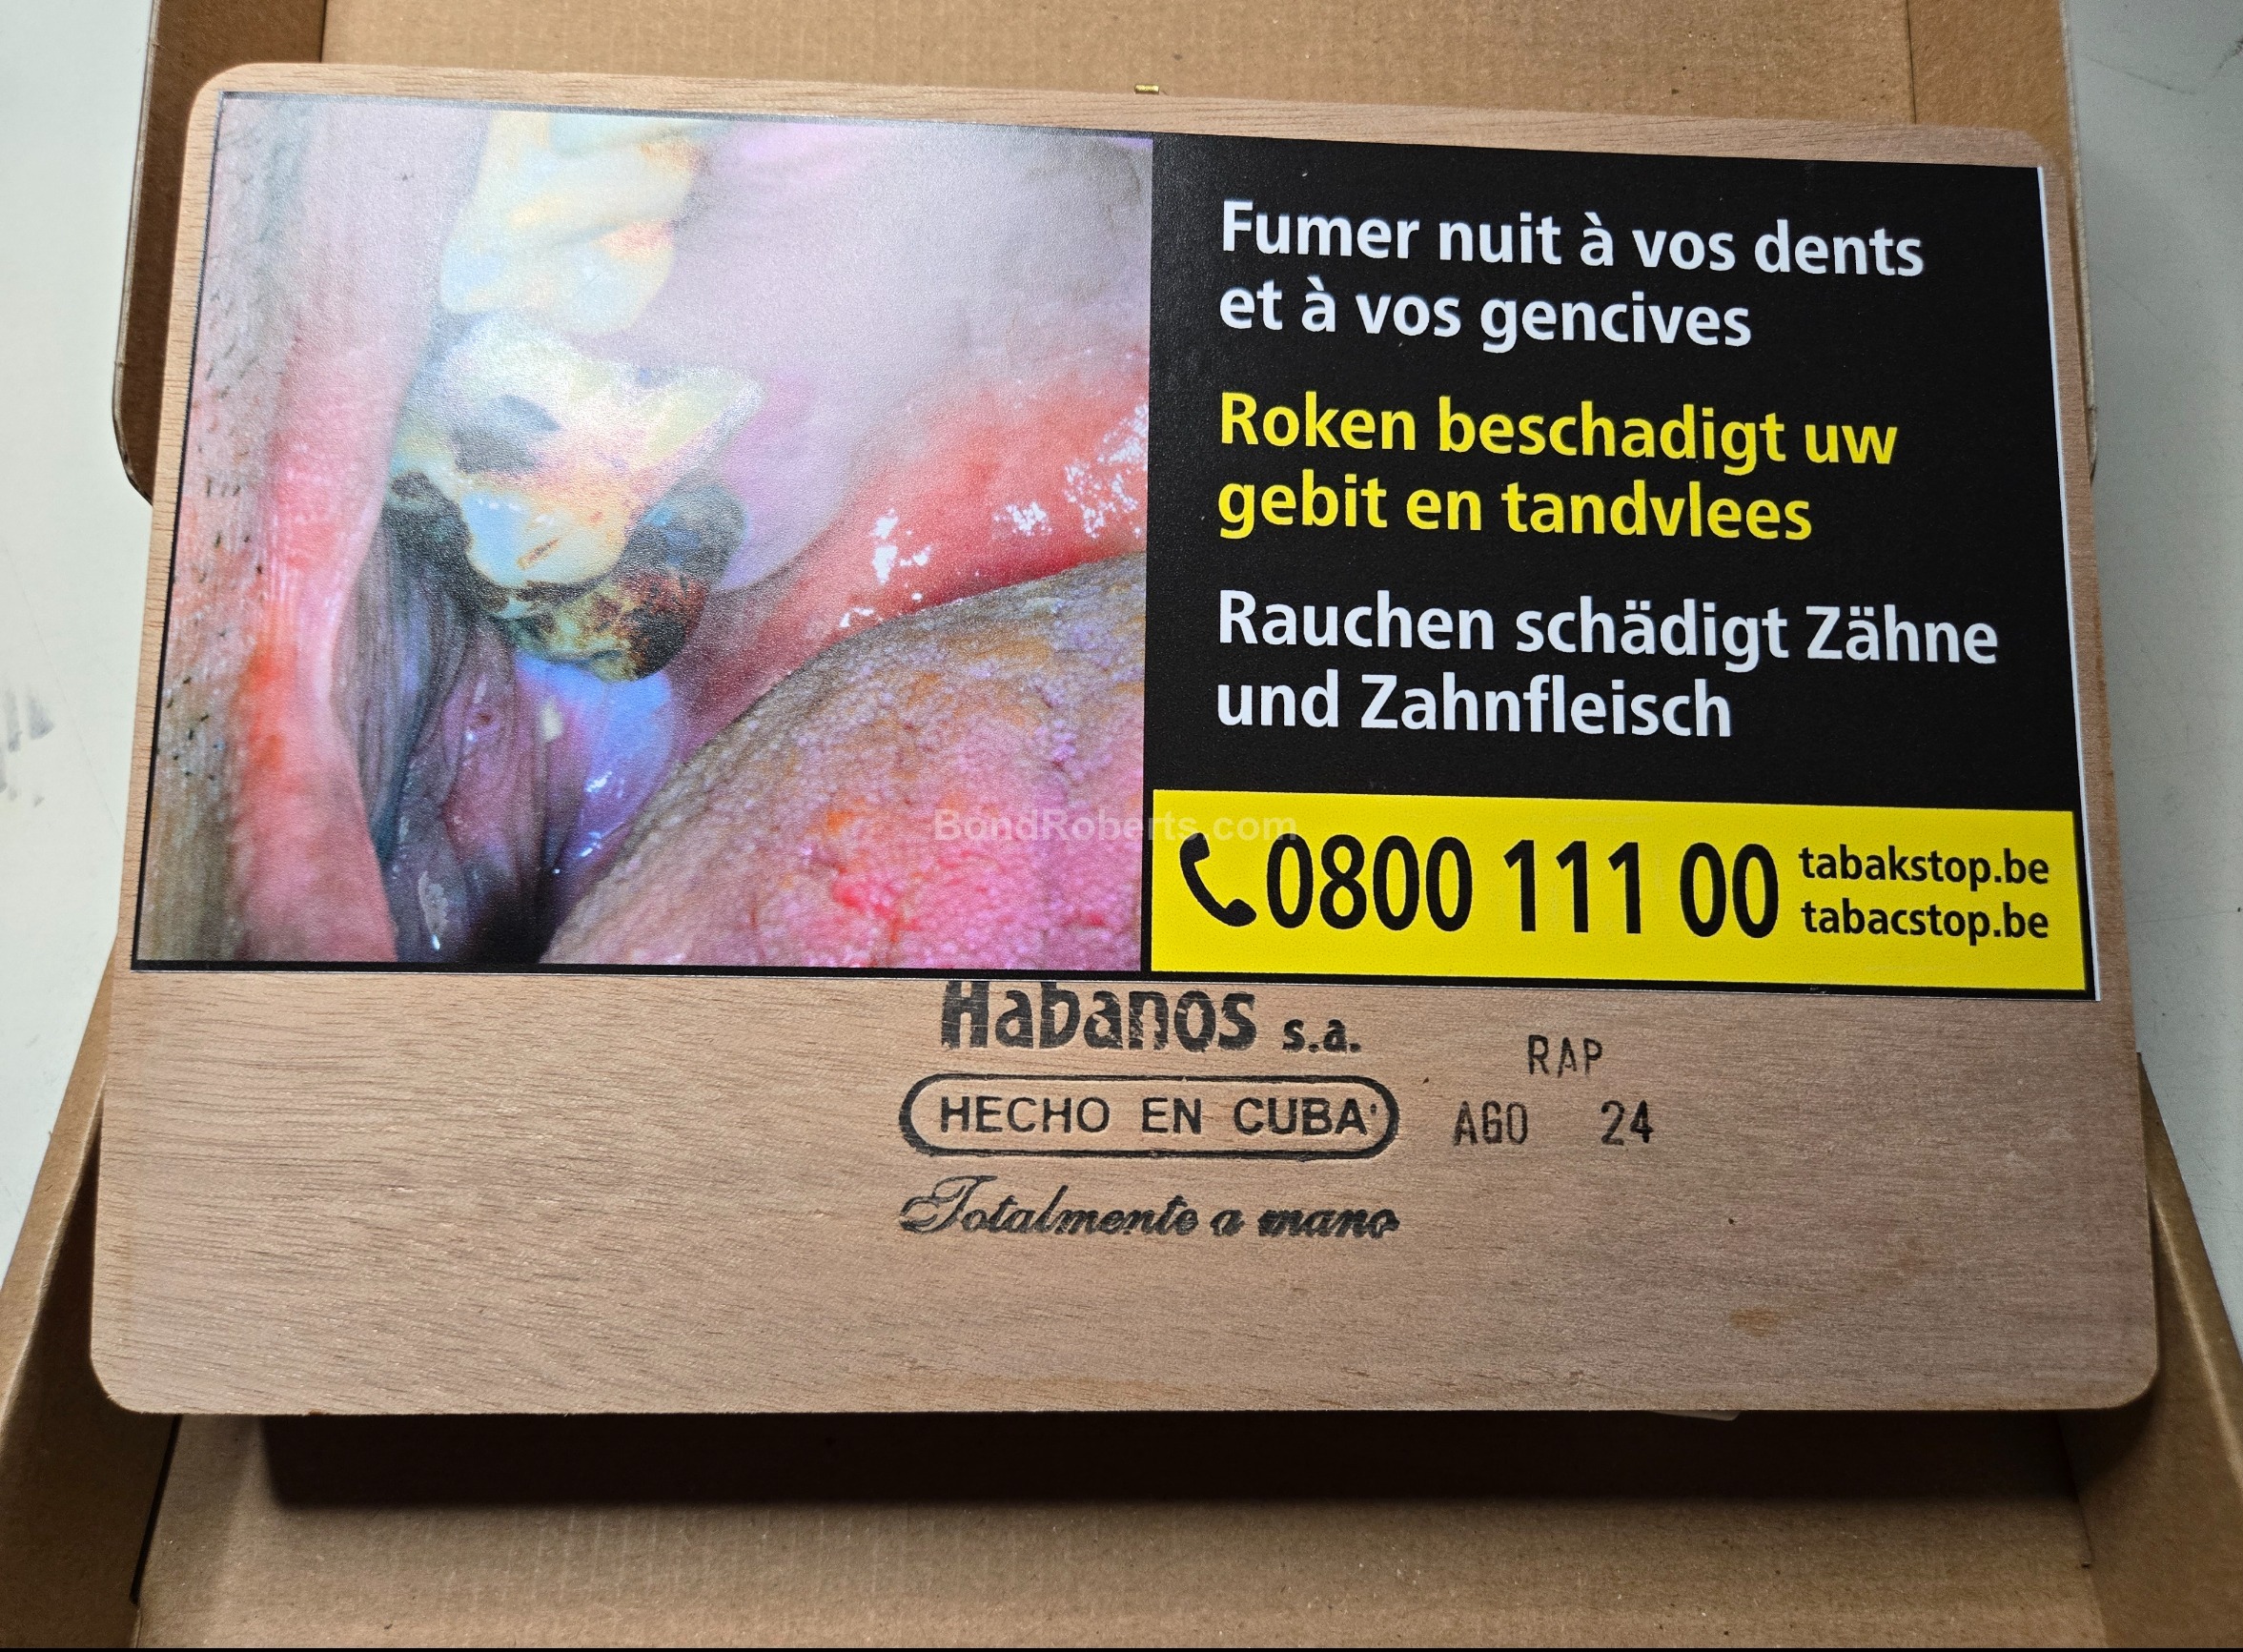 Fumer nuit à vos dents
et à vos gencives
Roken beschadigt uw
gebit en tandvlees
Rauchen schädigt Zähne
und Zahnfleisch
BondRoberts.com
0800 111 00
tabakstop.be
tabacstop.be
Habanos s.a.
HECHO EN CUBA
Totalmente a mano
RAP
AGO 24